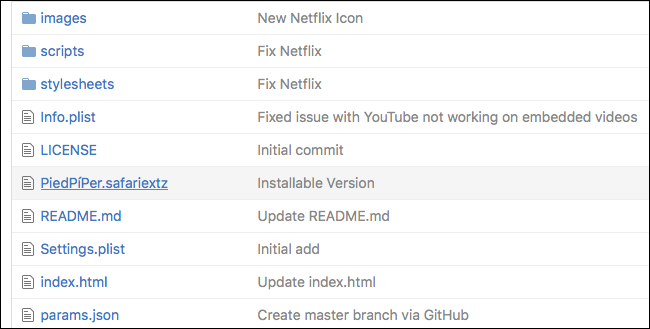 images New Netflix Icon
scripts Fix Netflix
stylesheets Fix Netflix
Info.plist Fixed issue with YouTube not working on embedded videos
LICENSE Initial commit
PiedPíPer.safariextz Installable Version
README.md Update README.md
Settings.plist Initial add
index.html Update index.html
params.json Create master branch via GitHub